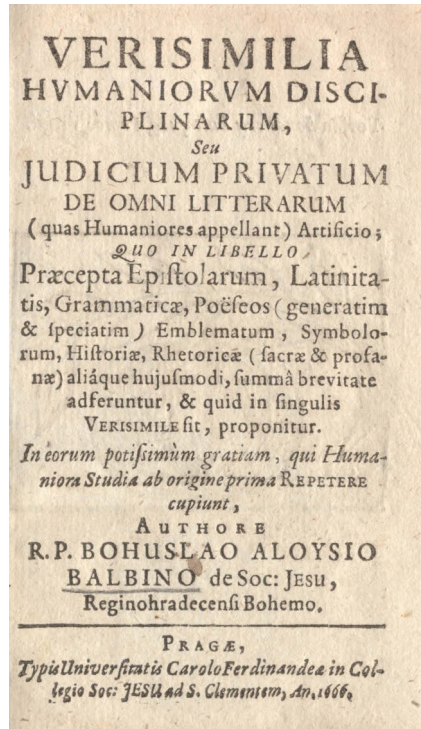 VERISIMILIA
HVMANIORVM DISCI-
PLINARUM,
Seu
JUDICIUM PRIVATUM
DE OMNI LITTERARUM
(quas Humaniores appellant) Artificio;
QUO IN LIBELLO,
Præcepta Epistolarum, Latinita-
tis, Grammaticæ, Poëseos (generatim
& ſpeciatim) Emblematum, Symbolo-
rum, Hiſtoriæ, Rhetoricæ (ſacræ & profa-
næ) aliáque hujuſmodi, ſummâ brevitate
adferuntur, & quid in ſingulis
VERISIMILE ſit, proponitur.
In eorum potiſſimùm gratiam, qui Huma-
niora Studia ab origine prima REPETERE
cupiunt,
AUTHORE
R.P. BOHUSLAO ALOYSIO
BALBINO de Soc: JESU,
Reginohradecenſi Bohemo.
PRAGÆ,
Typis Univerſitatis Carolo Ferdinandeæ in Col-
legio Soc: JESU ad S. Clementem, An. 1666.